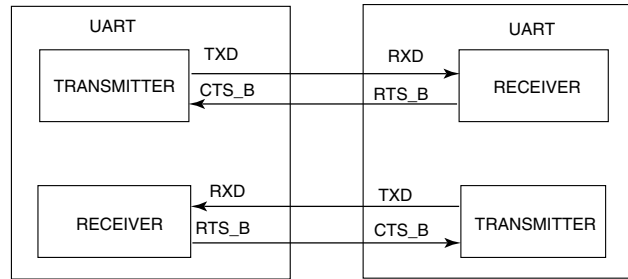 UART UART
TXD RXD
TRANSMITTER RECEIVER
CTS_B RTS_B
RXD TXD
RECEIVER TRANSMITTER
RTS_B CTS_B